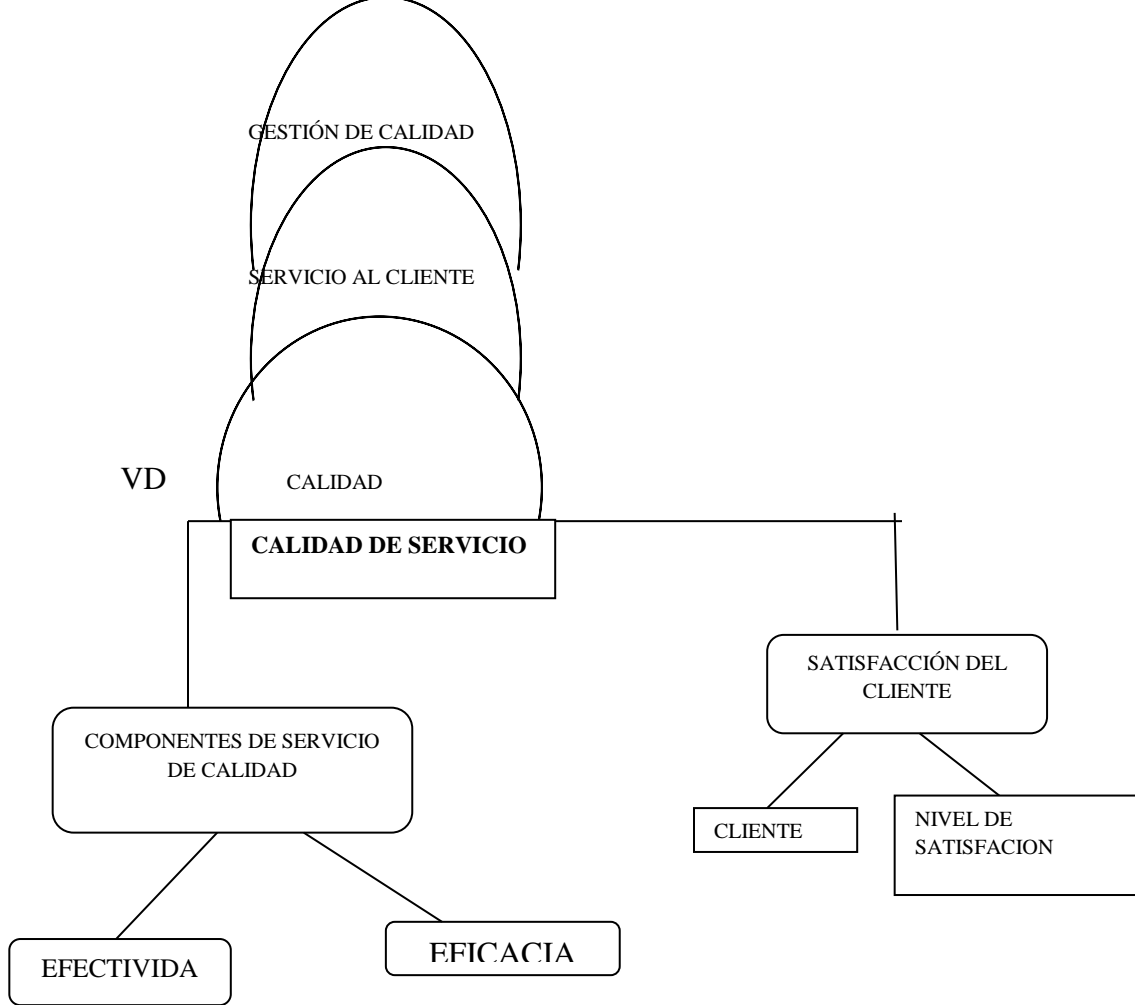 GESTIÓN DE CALIDAD
SERVICIO AL CLIENTE
VD
CALIDAD
CALIDAD DE SERVICIO
SATISFACCIÓN DEL
CLIENTE
COMPONENTES DE SERVICIO
DE CALIDAD
CLIENTE
NIVEL DE
SATISFACION
EFECTIVIDA
EFICACIA